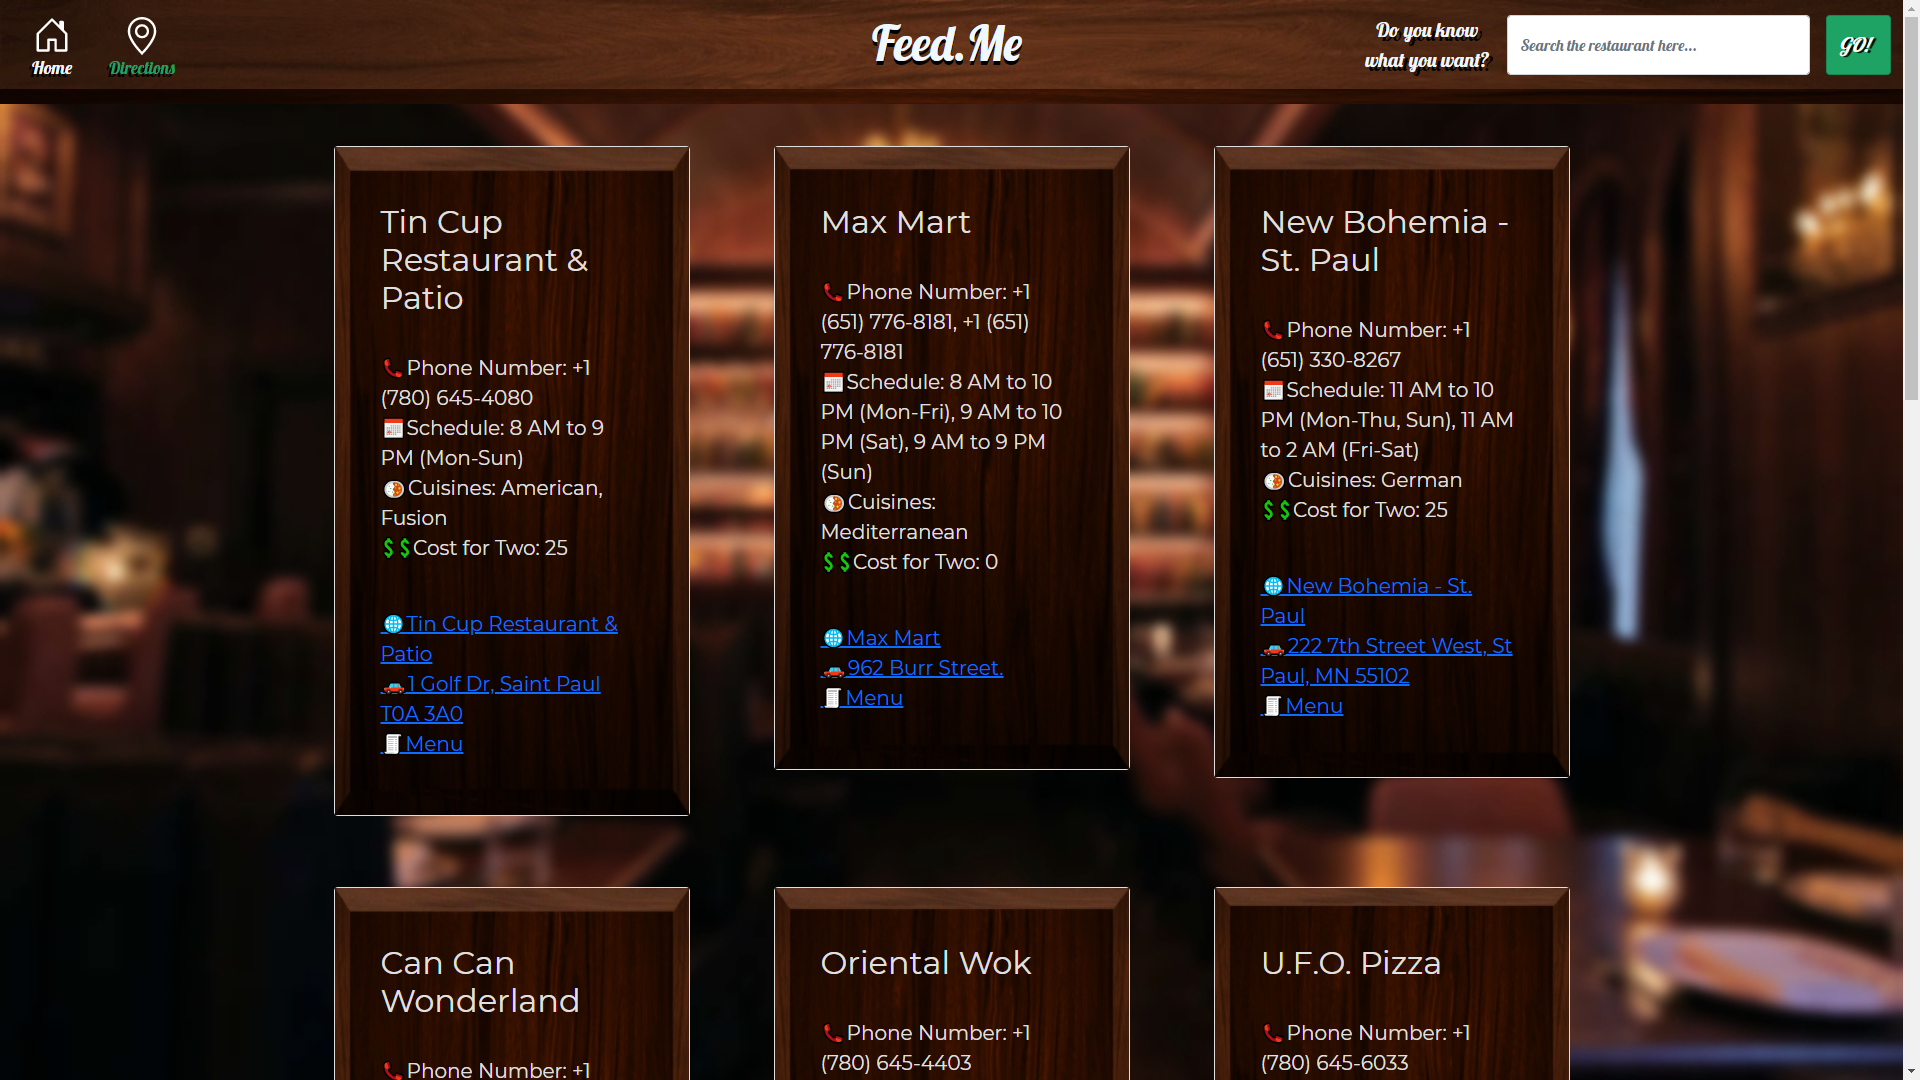 Home
Directions
Feed.Me
Do you know
what you want?
Search the restaurant here...
GO!
Tin Cup
Restaurant &
Patio
Phone Number: +1
(780) 645-4080
Schedule: 8 AM to 9
PM (Mon-Sun)
Cuisines: American,
Fusion
$$Cost for Two: 25
Tin Cup Restaurant &
Patio
1 Golf Dr, Saint Paul
T0A 3A0
Menu
Max Mart
Phone Number: +1
(651) 776-8181, +1 (651)
776-8181
Schedule: 8 AM to 10
PM (Mon-Fri), 9 AM to 10
PM (Sat), 9 AM to 9 PM
(Sun)
Cuisines:
Mediterranean
$$Cost for Two: 0
Max Mart
962 Burr Street.
Menu
New Bohemia -
St. Paul
Phone Number: +1
(651) 330-8267
Schedule: 11 AM to 10
PM (Mon-Thu, Sun), 11 AM
to 2 AM (Fri-Sat)
Cuisines: German
$$Cost for Two: 25
New Bohemia - St.
Paul
222 7th Street West, St
Paul, MN 55102
Menu
Can Can
Wonderland
Phone Number: +1
Oriental Wok
Phone Number: +1
(780) 645-4403
U.F.O. Pizza
Phone Number: +1
(780) 645-6033